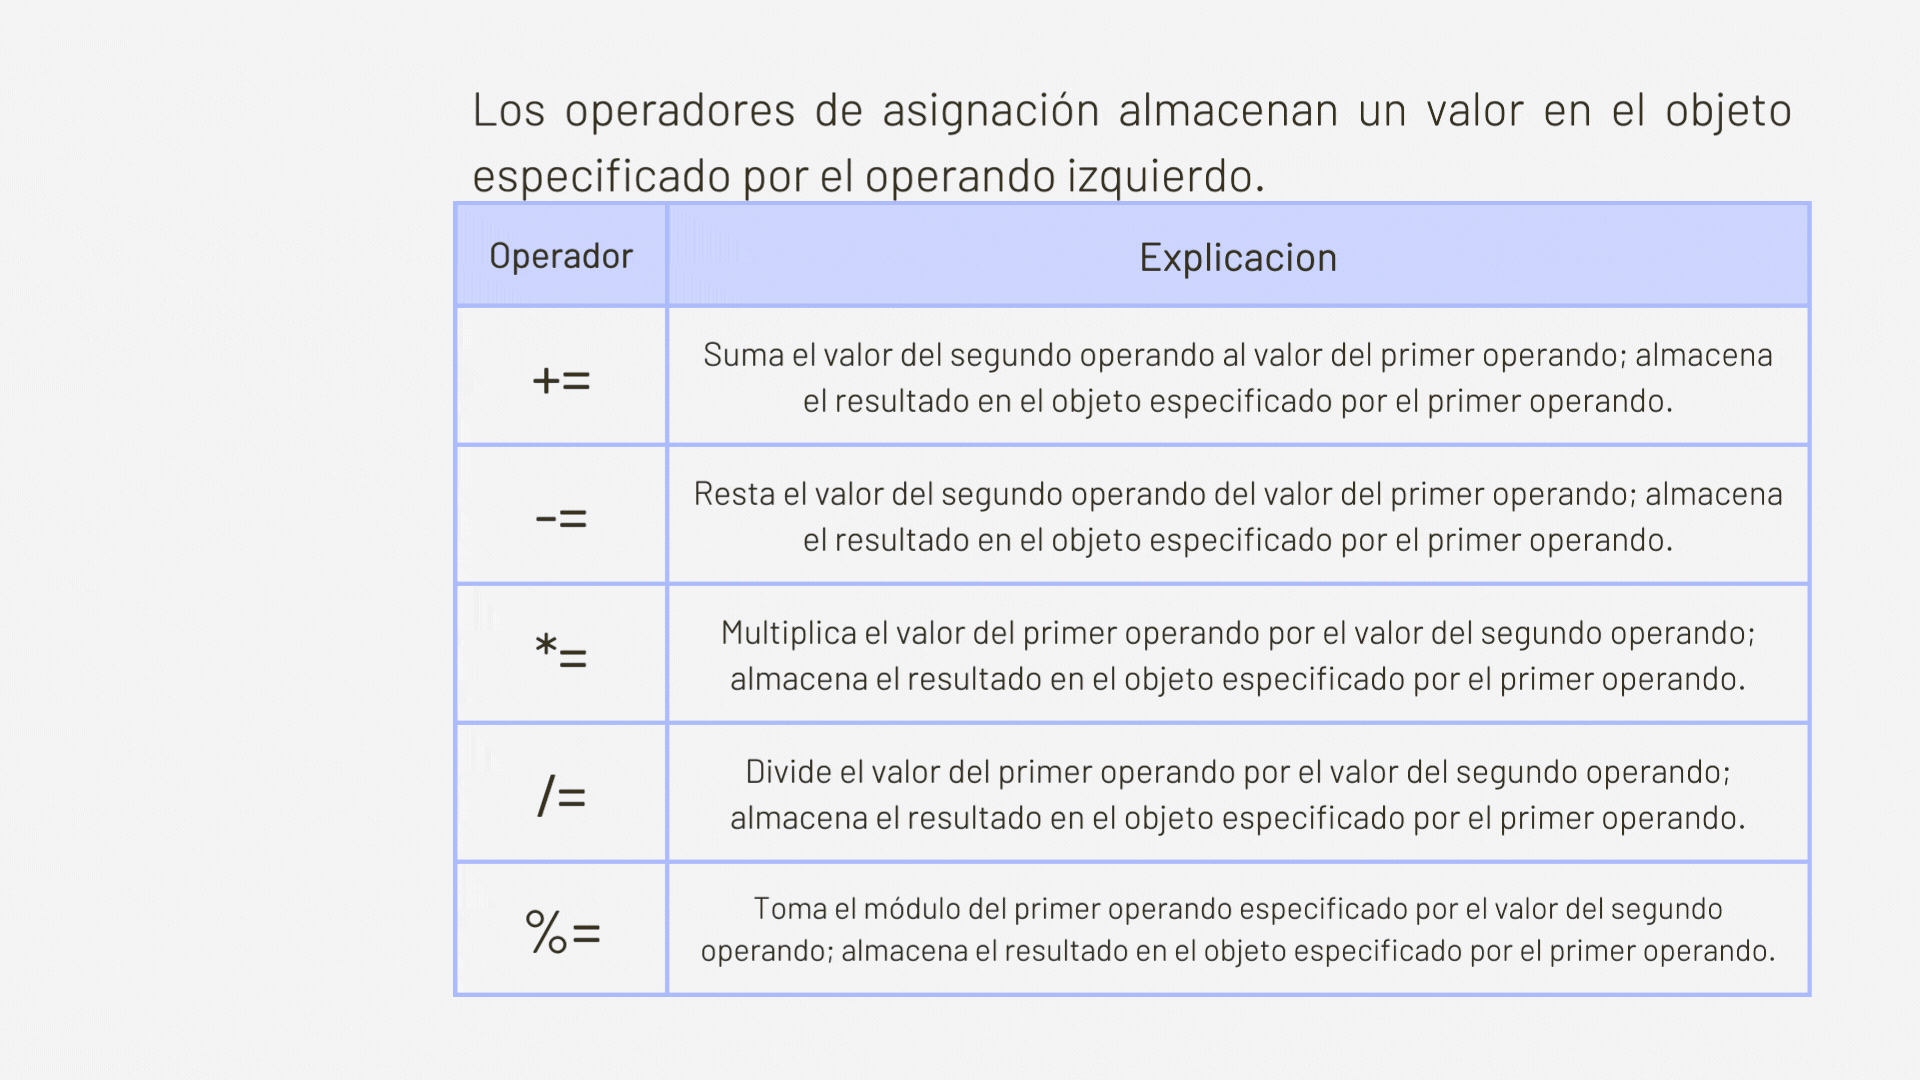 Los operadores de asignación almacenan un valor en el objeto
especificado por el operando izquierdo.
Operador
Explicacion
+=
Suma el valor del segundo operando al valor del primer operando; almacena
el resultado en el objeto especificado por el primer operando.
-=
Resta el valor del segundo operando del valor del primer operando; almacena
el resultado en el objeto especificado por el primer operando.
*=
Multiplica el valor del primer operando por el valor del segundo operando;
almacena el resultado en el objeto especificado por el primer operando.
/=
Divide el valor del primer operando por el valor del segundo operando;
almacena el resultado en el objeto especificado por el primer operando.
%=
Toma el módulo del primer operando especificado por el valor del segundo
operando; almacena el resultado en el objeto especificado por el primer operando.